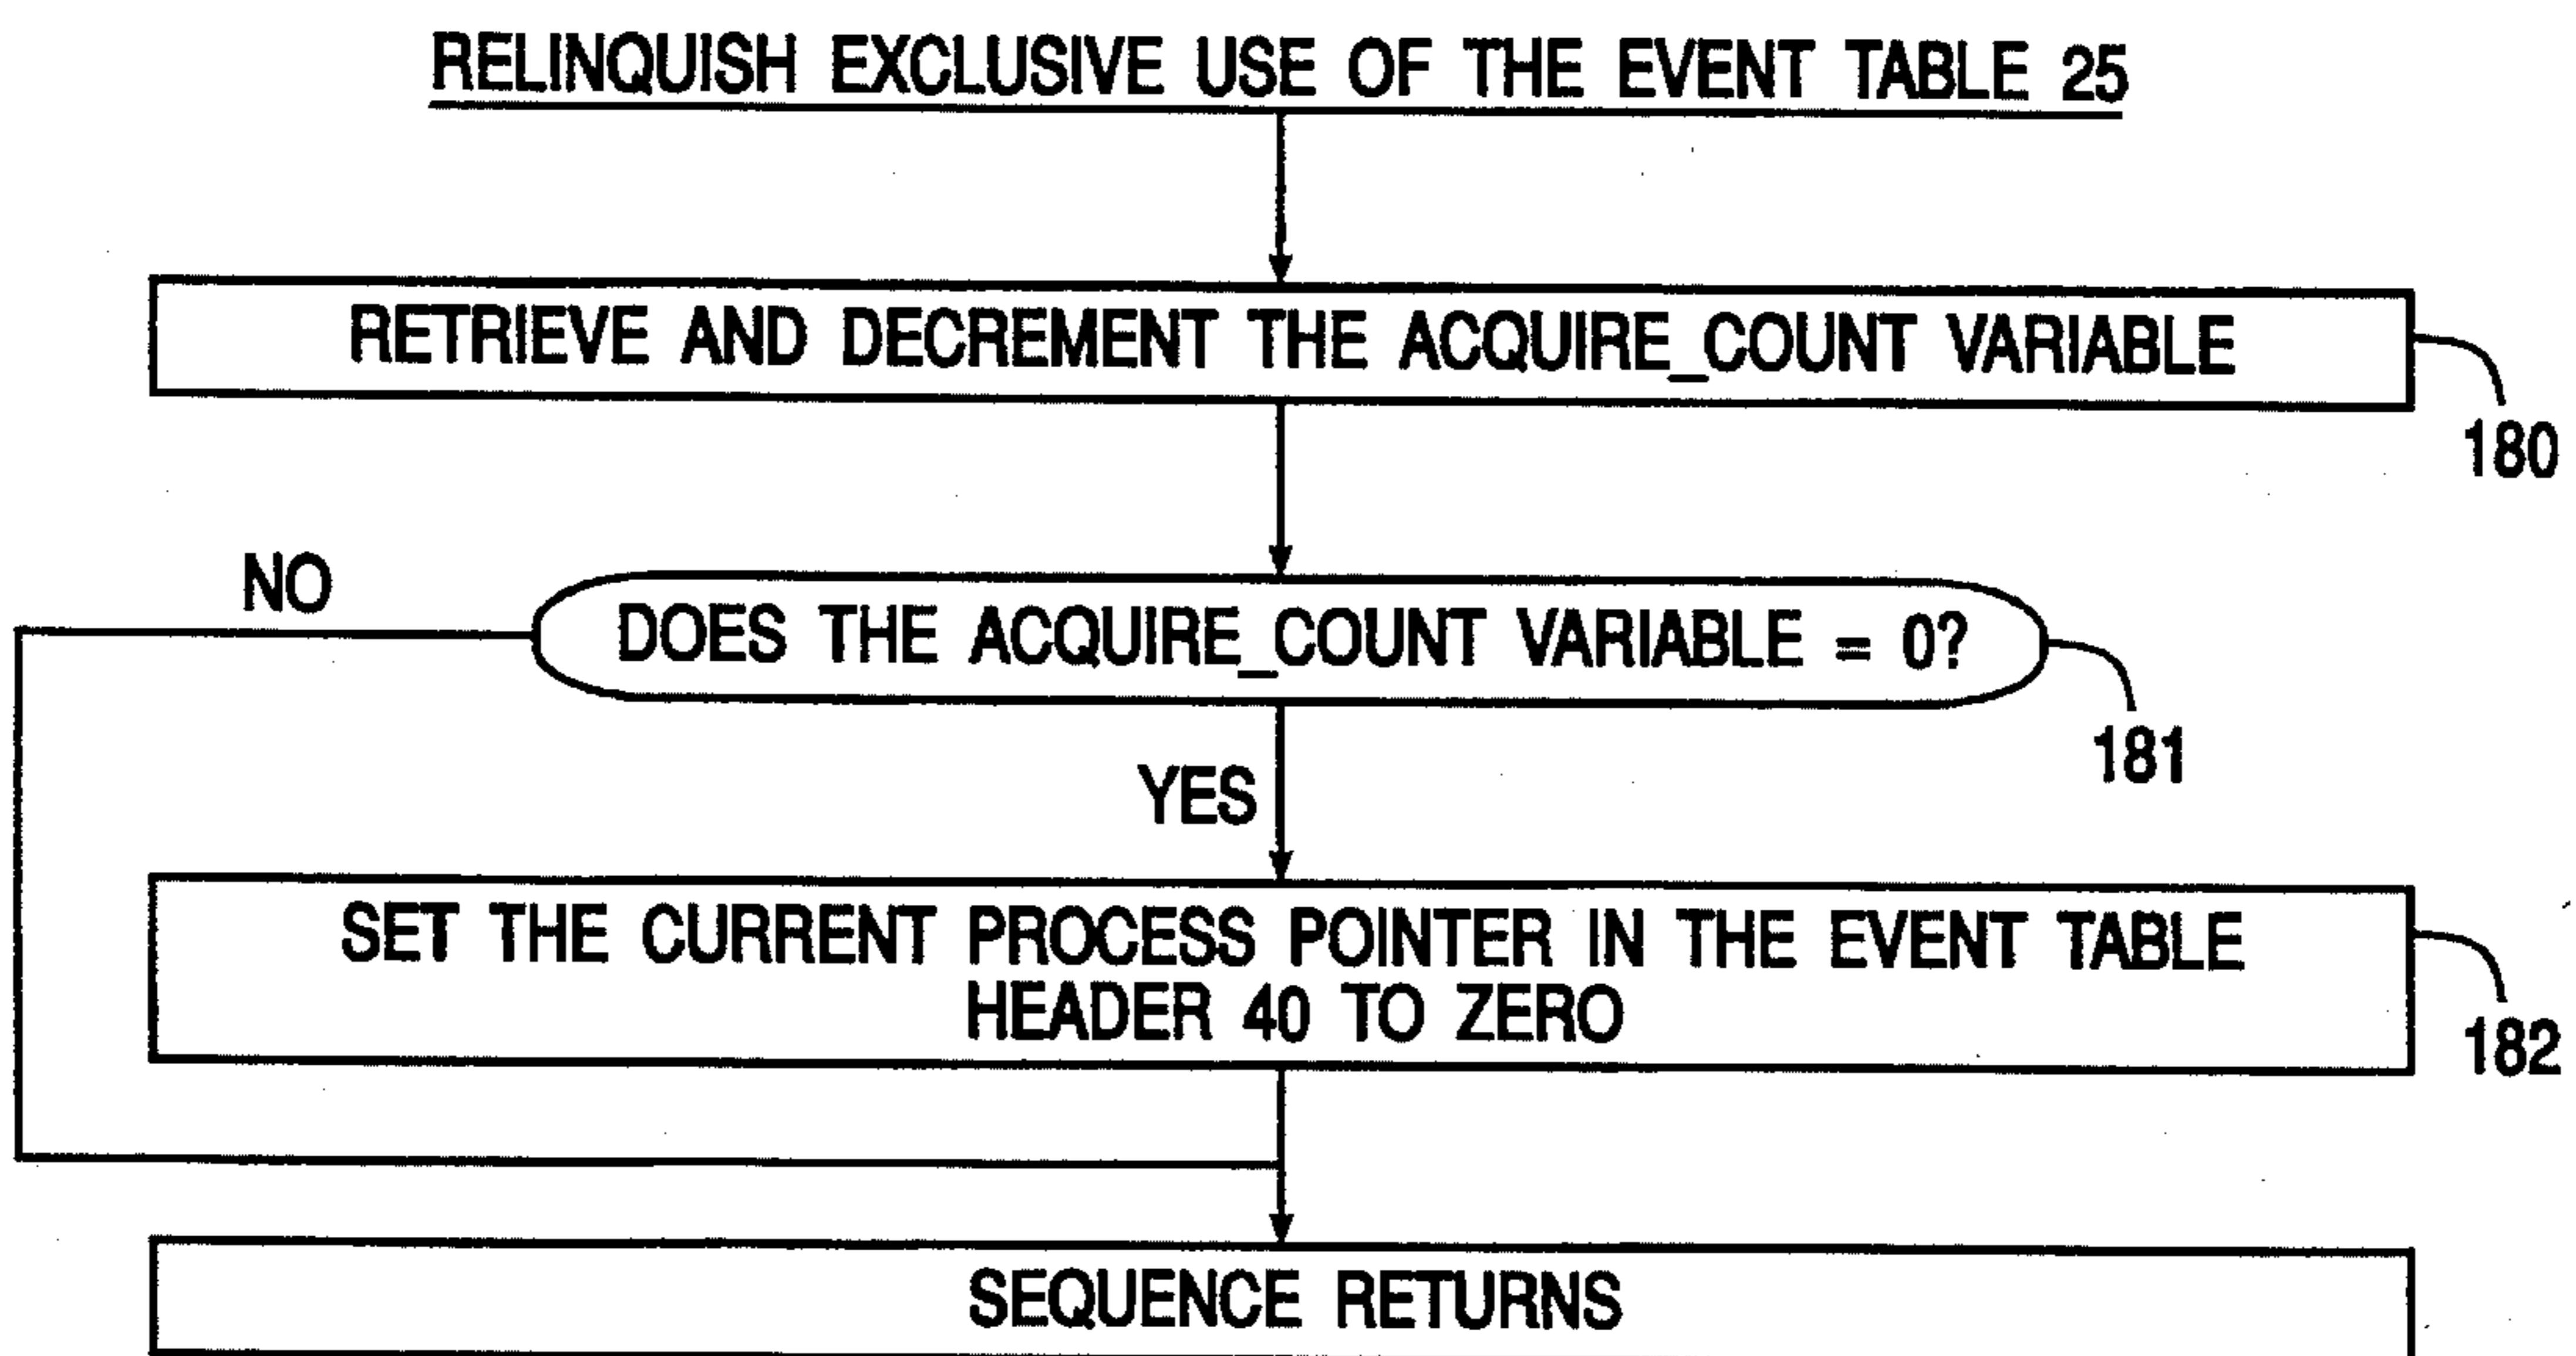 RELINQUISH EXCLUSIVE USE OF THE EVENT TABLE 25
RETRIEVE AND DECREMENT THE ACQUIRE_COUNT VARIABLE
180
NO
DOES THE ACQUIRE_COUNT VARIABLE = 0?
181
YES
SET THE CURRENT PROCESS POINTER IN THE EVENT TABLE
HEADER 40 TO ZERO
182
SEQUENCE RETURNS